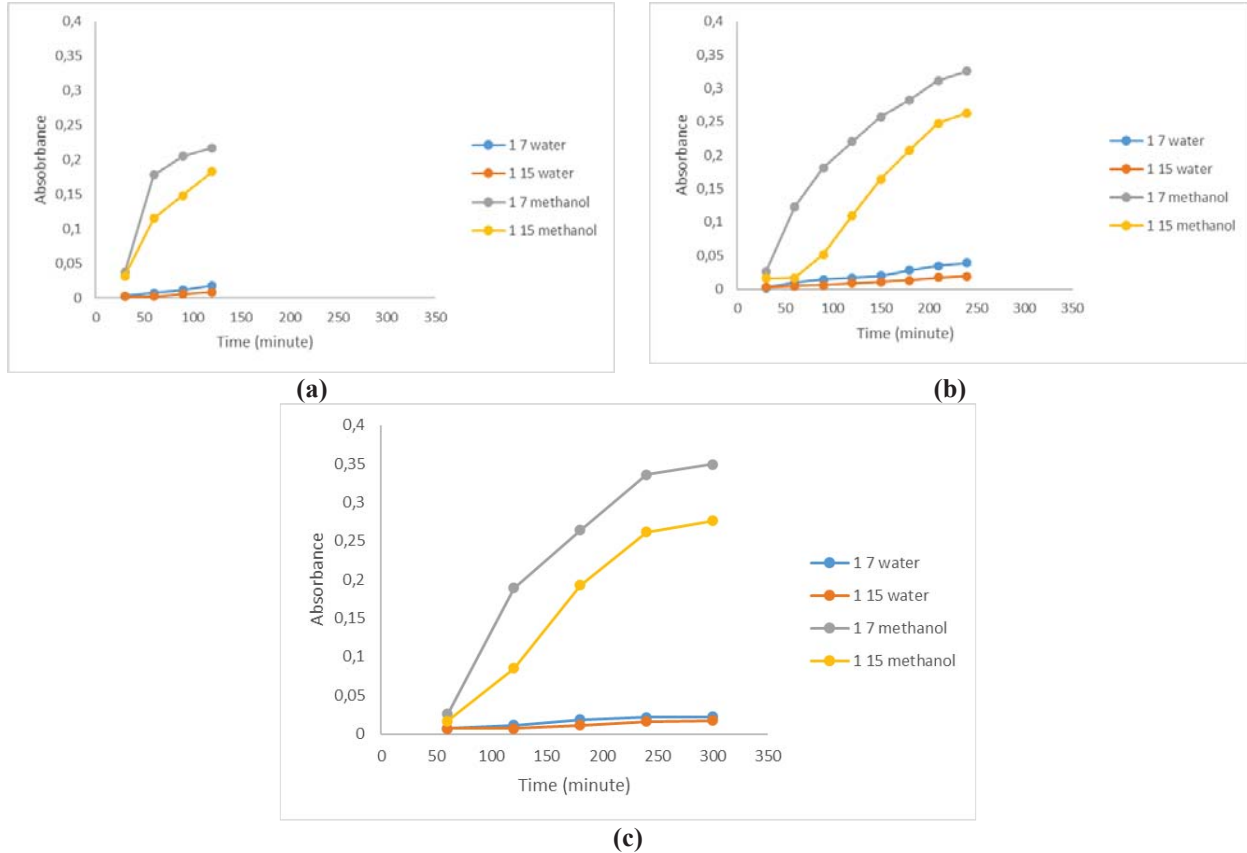 0,4
0,35
0,3
0,25
0,2
0,15
0,1
0,05
0
Absobrbance
0 50 100 150 200 250 300 350
Time (minute)
1 7 water
1 15 water
1 7 methanol
1 15 methanol
(a)
0,4
0,35
0,3
0,25
0,2
0,15
0,1
0,05
0
Absorbance
0 50 100 150 200 250 300 350
Time (minute)
1 7 water
1 15 water
1 7 methanol
1 15 methanol
(b)
0,4
0,35
0,3
0,25
0,2
0,15
0,1
0,05
0
Absorbance
0 50 100 150 200 250 300 350
Time (minute)
1 7 water
1 15 water
1 7 methanol
1 15 methanol
(c)